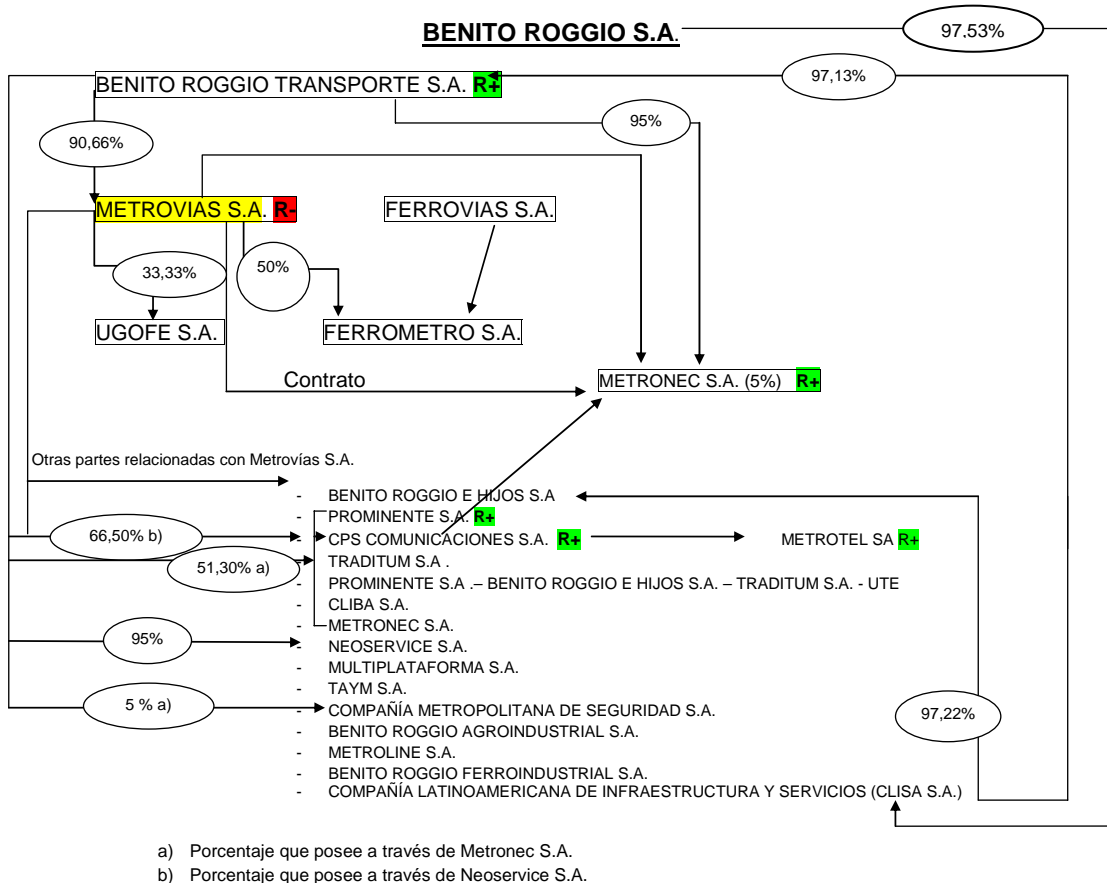 BENITO ROGGIO S.A.
97,53%
BENITO ROGGIO TRANSPORTE S.A. R+
97,13%
95%
90,66%
METROVIAS S.A. R-
FERROVIAS S.A.
33,33%
50%
UGOFE S.A.
FERROMETRO S.A.
Contrato
METRONEC S.A. (5%) R+
Otras partes relacionadas con Metrovías S.A.
- BENITO ROGGIO E HIJOS S.A
- PROMINENTE S.A. R+
66,50% b)
- CPS COMUNICACIONES S.A. R+
METROTEL SA R+
51,30% a)
- TRADITUM S.A .
- PROMINENTE S.A .– BENITO ROGGIO E HIJOS S.A. – TRADITUM S.A. - UTE
- CLIBA S.A.
- METRONEC S.A.
95%
- NEOSERVICE S.A.
- MULTIPLATAFORMA S.A.
- TAYM S.A.
5 % a)
- COMPAÑÍA METROPOLITANA DE SEGURIDAD S.A.
97,22%
- BENITO ROGGIO AGROINDUSTRIAL S.A.
- METROLINE S.A.
- BENITO ROGGIO FERROINDUSTRIAL S.A.
- COMPAÑÍA LATINOAMERICANA DE INFRAESTRUCTURA Y SERVICIOS (CLISA S.A.)
a) Porcentaje que posee a través de Metronec S.A.
b) Porcentaje que posee a través de Neoservice S.A.